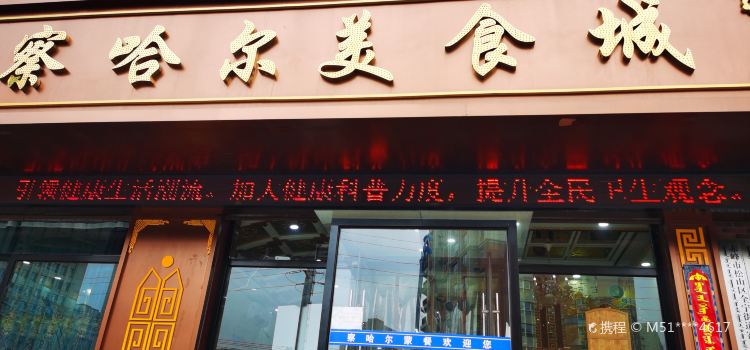 察哈尔美食城
引领健康生活潮流。加大健康科普力度，提升全民卫生观念。
察哈尔蒙餐欢迎您
携程 © M51****4617